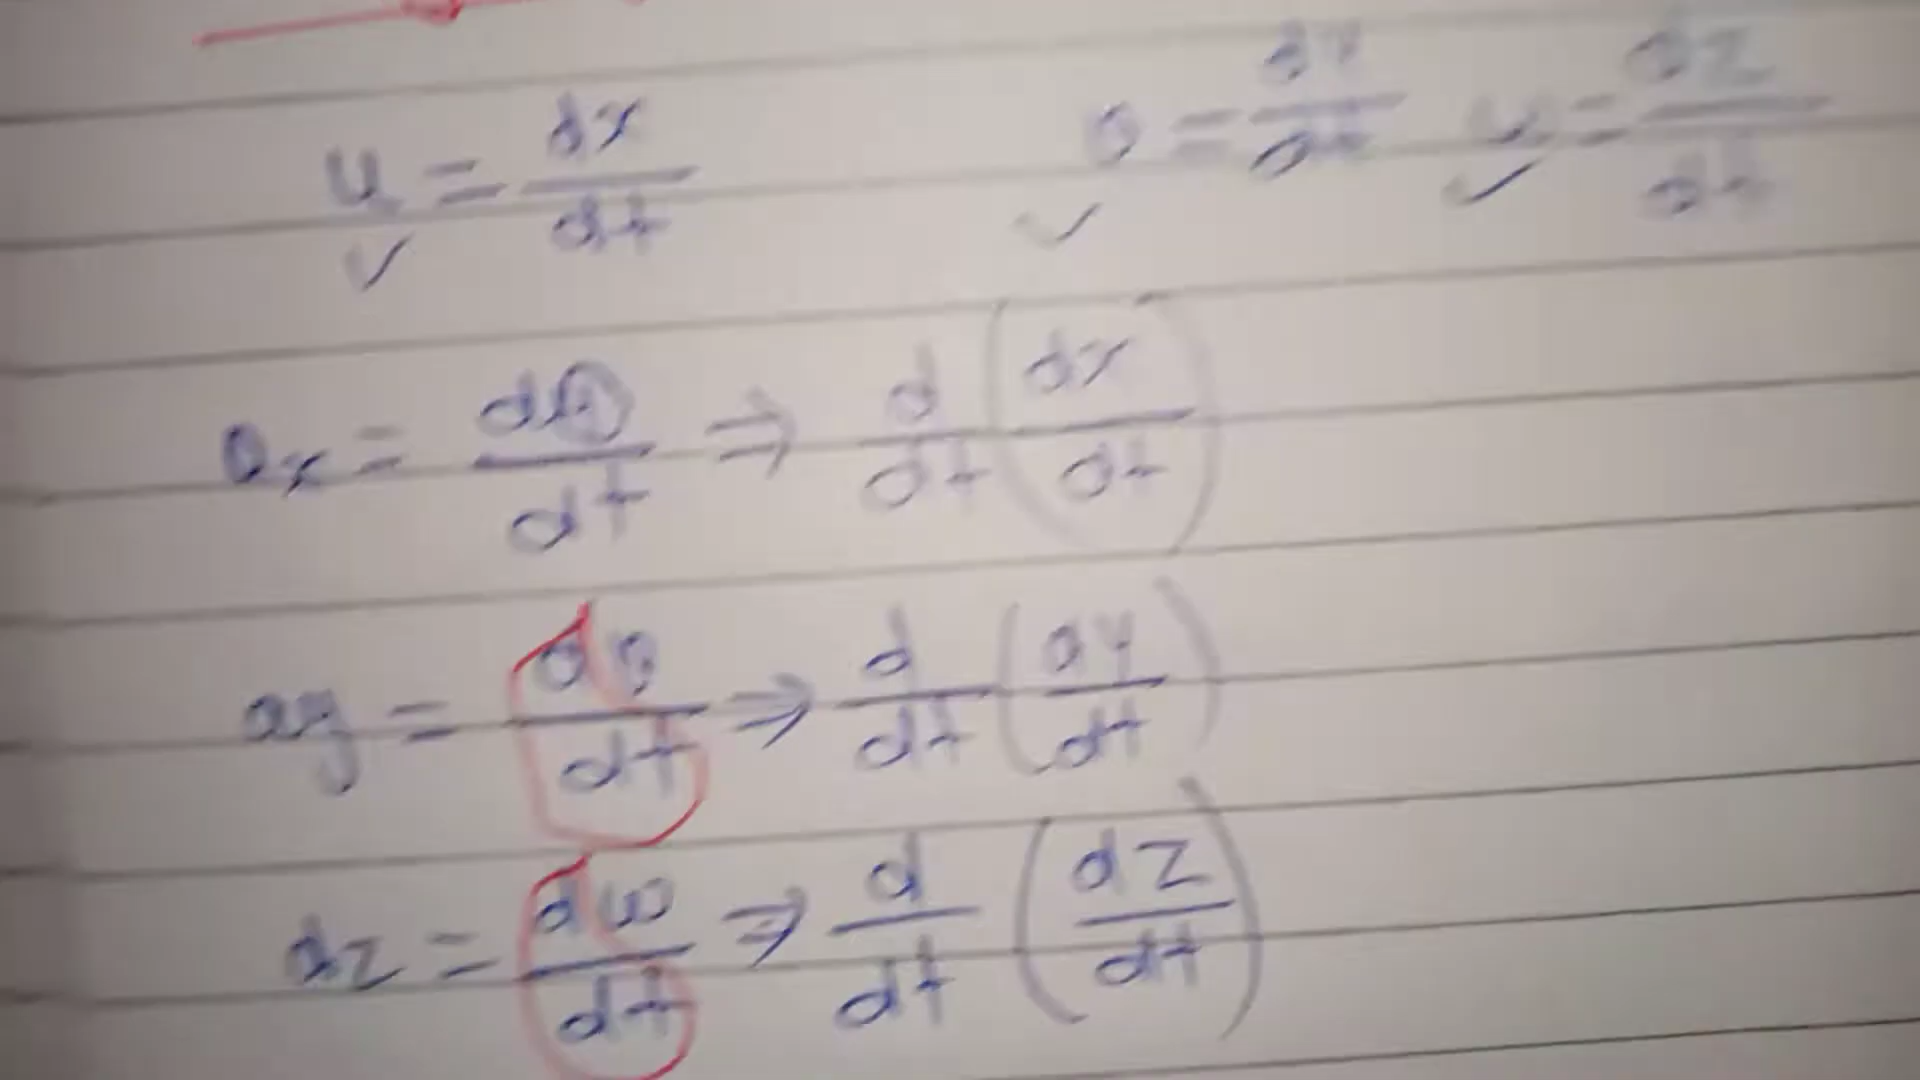 u = dx/dt v = dy/dt w = dz/dt
ax = du/dt ⇒ d/dt (dx/dt)
ay = dv/dt ⇒ d/dt (dy/dt)
az = dw/dt ⇒ d/dt (dz/dt)